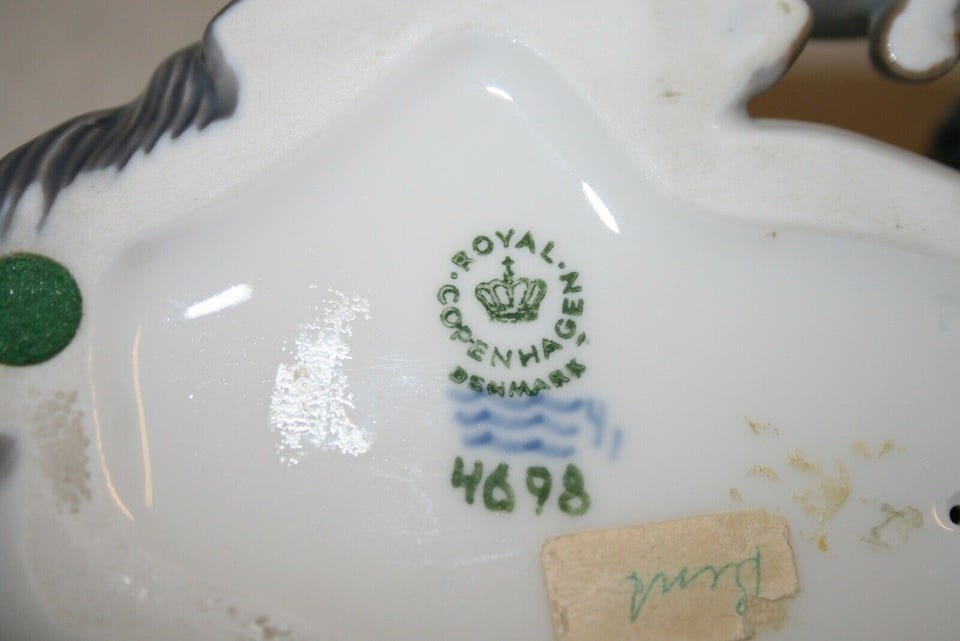 ROYAL
COPENHAGEN
DENMARK
4698